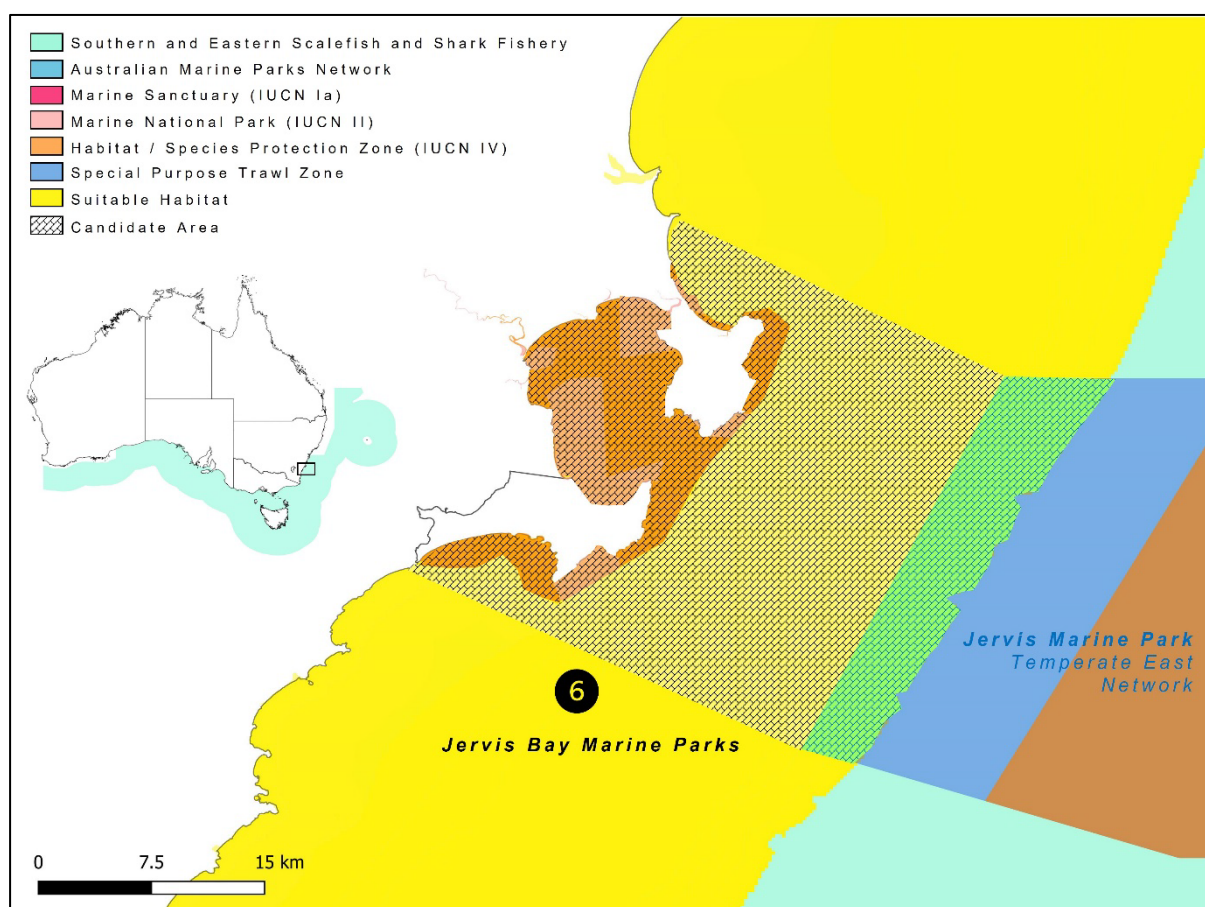 Southern and Eastern Scalefish and Shark Fishery
Australian Marine Parks Network
Marine Sanctuary (IUCN Ia)
Marine National Park (IUCN II)
Habitat / Species Protection Zone (IUCN IV)
Special Purpose Trawl Zone
Suitable Habitat
Candidate Area
Jervis Marine Park
Temperate East
Network
6
Jervis Bay Marine Parks
0 7.5 15 km